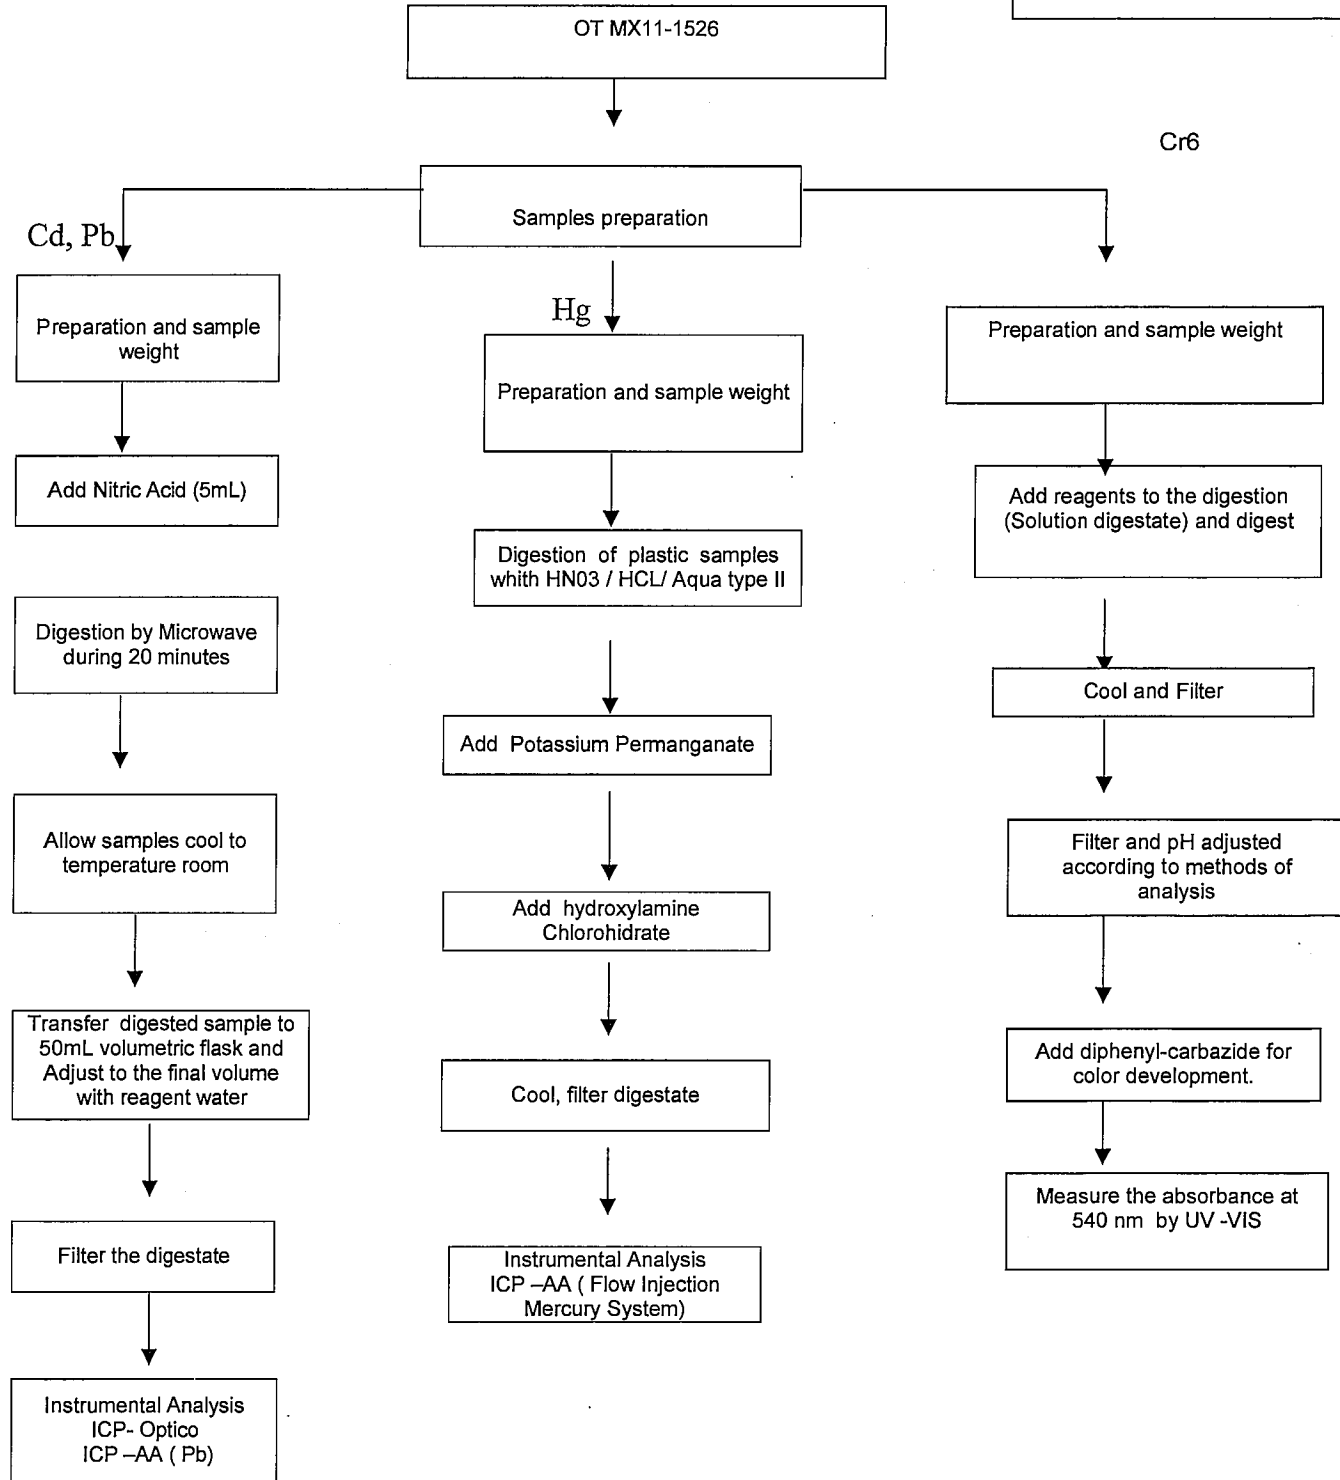 OT MX11-1526
Cr6
Samples preparation
Cd, Pb
Preparation and sample
weight
Add Nitric Acid (5mL)
Digestion by Microwave
during 20 minutes
Allow samples cool to
temperature room
Transfer digested sample to
50mL volumetric flask and
Adjust to the final volume
with reagent water
Filter the digestate
Instrumental Analysis
ICP- Optico
ICP –AA ( Pb)
Hg
Preparation and sample weight
Digestion of plastic samples
whith HN03 / HCL/ Aqua type II
Add Potassium Permanganate
Add hydroxylamine
Chlorohidrate
Cool, filter digestate
Instrumental Analysis
ICP –AA ( Flow Injection
Mercury System)
Preparation and sample weight
Add reagents to the digestion
(Solution digestate) and digest
Cool and Filter
Filter and pH adjusted
according to methods of
analysis
Add diphenyl-carbazide for
color development.
Measure the absorbance at
540 nm by UV -VIS